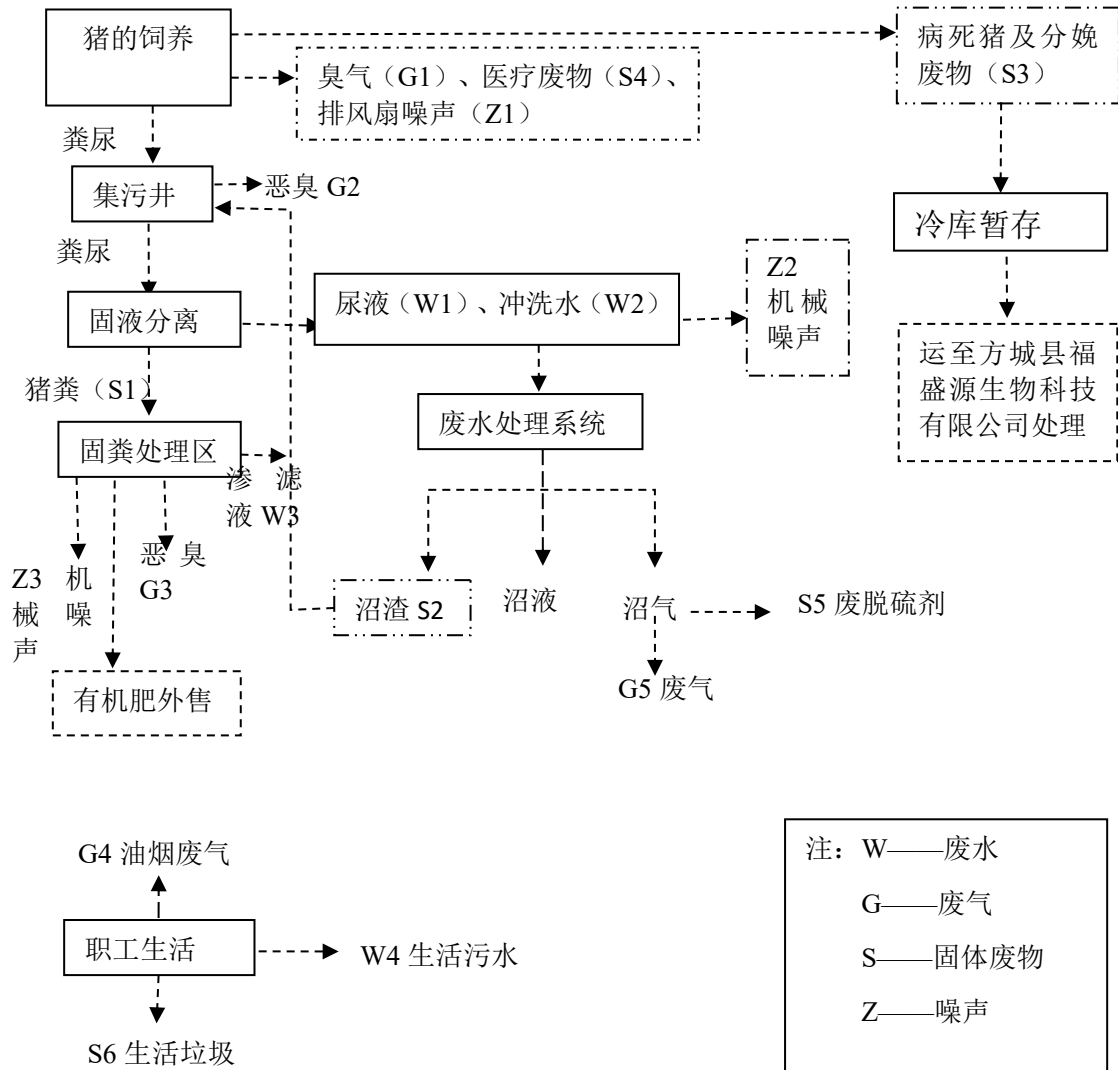 猪的饲养
病死猪及分娩
废物（S3）
臭气（G1）、医疗废物（S4）、
排风扇噪声（Z1）
粪尿
集污井
恶臭 G2
冷库暂存
粪尿
Z2
机械
噪声
尿液（W1）、冲洗水（W2）
固液分离
运至方城县福
盛源生物科技
有限公司处理
猪粪（S1）
废水处理系统
固粪处理区
渗滤
液 W3
恶臭
G3
Z3 机
械噪
声
沼渣 S2
沼液
沼气
S5 废脱硫剂
G5 废气
有机肥外售
G4 油烟废气
职工生活
W4 生活污水
S6 生活垃圾
注：W——废水
G——废气
S——固体废物
Z——噪声